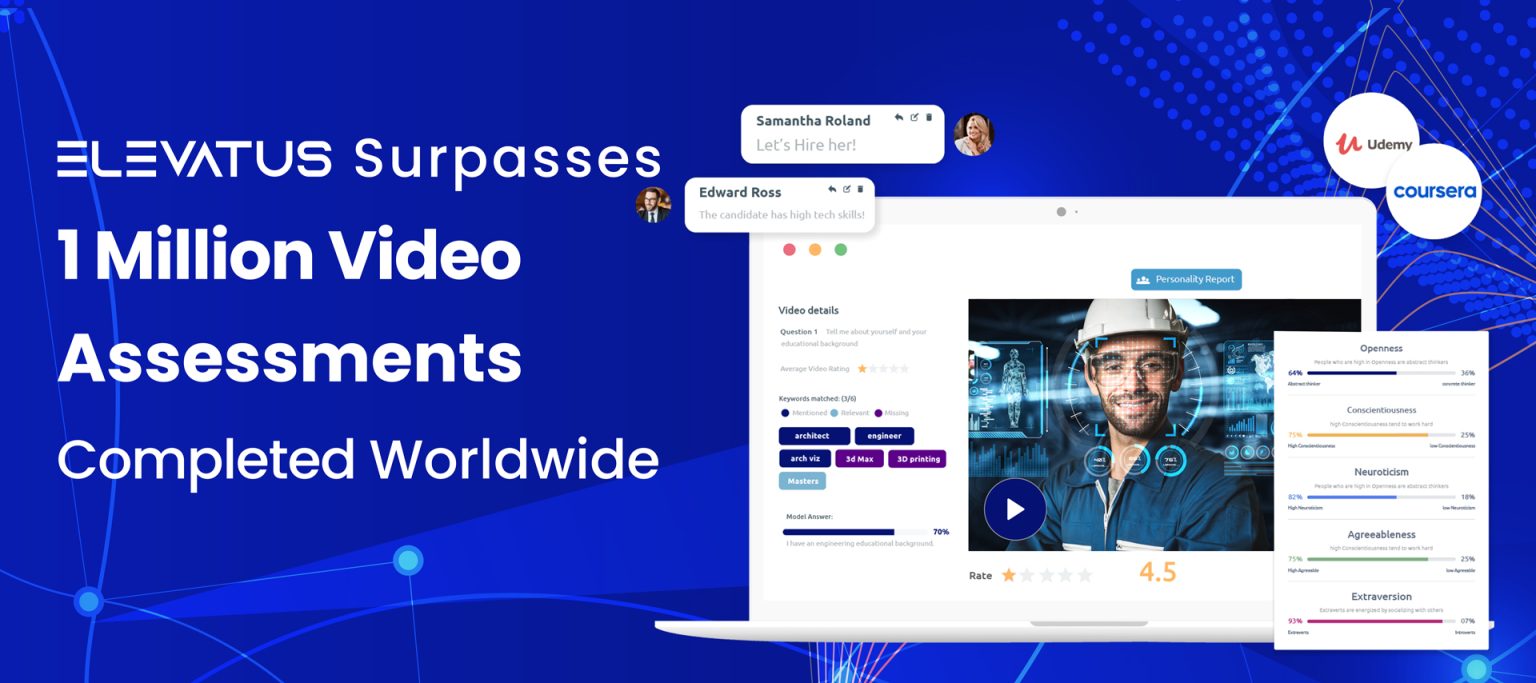 ELEVATUS Surpasses
1 Million Video
Assessments
Completed Worldwide
Samantha Roland
Let's Hire her!
Edward Ross
The candidate has high tech skills!
Udemy
coursera
Personality Report
Video details
Question 1 Tell me about yourself and your
educational background
Average Video Rating
Keywords matched: (3/6)
Mentioned Relevant Missing
architect engineer
arch viz 3d Max 3D printing
Masters
Model Answer:
70%
I have an engineering educational background.
Rate 4.5
Openness
People who are high in Openness are abstract thinkers
64% 36%
Abstract thinker concrete thinker
Conscientiousness
high Conscientiousness tend to work hard
75% 25%
High Conscientiousness low Conscientiousness
Neuroticism
People who are high in Openness are abstract thinkers
82% 18%
High Neuroticism low Neuroticism
Agreeableness
high Conscientiousness tend to work hard
75% 25%
High Agreeable low Agreeable
Extraversion
Extraverts are energized by socializing with others
93% 07%
Extraverts Introverts